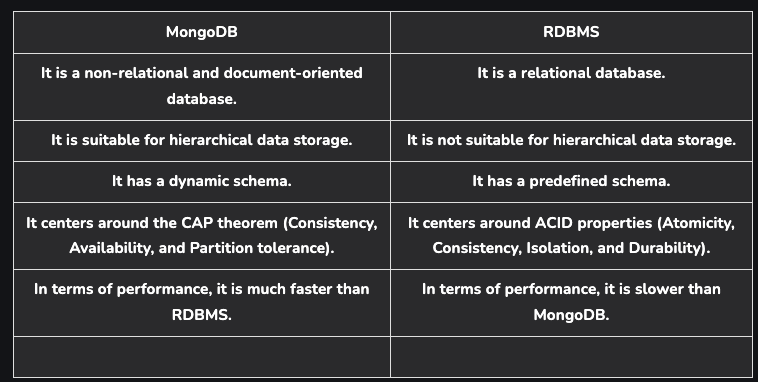 MongoDB
RDBMS
It is a non-relational and document-oriented
database.
It is a relational database.
It is suitable for hierarchical data storage.
It is not suitable for hierarchical data storage.
It has a dynamic schema.
It has a predefined schema.
It centers around the CAP theorem (Consistency,
Availability, and Partition tolerance).
It centers around ACID properties (Atomicity,
Consistency, Isolation, and Durability).
In terms of performance, it is much faster than
RDBMS.
In terms of performance, it is slower than
MongoDB.